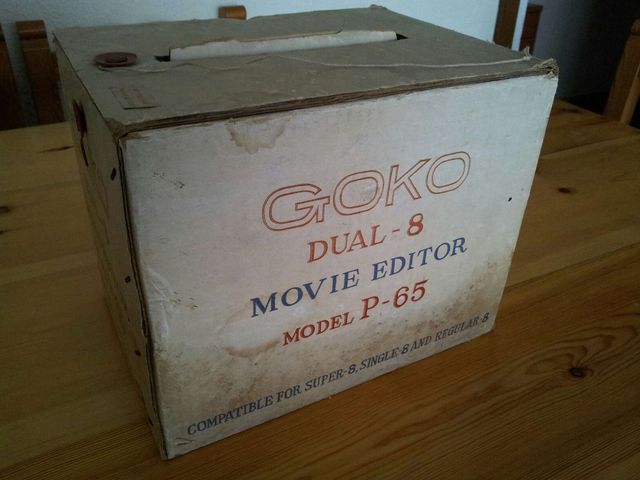 GOKO
DUAL-8
MOVIE EDITOR
MODEL P-65
COMPATIBLE FOR SUPER-8, SINGLE-8 AND REGULAR-8